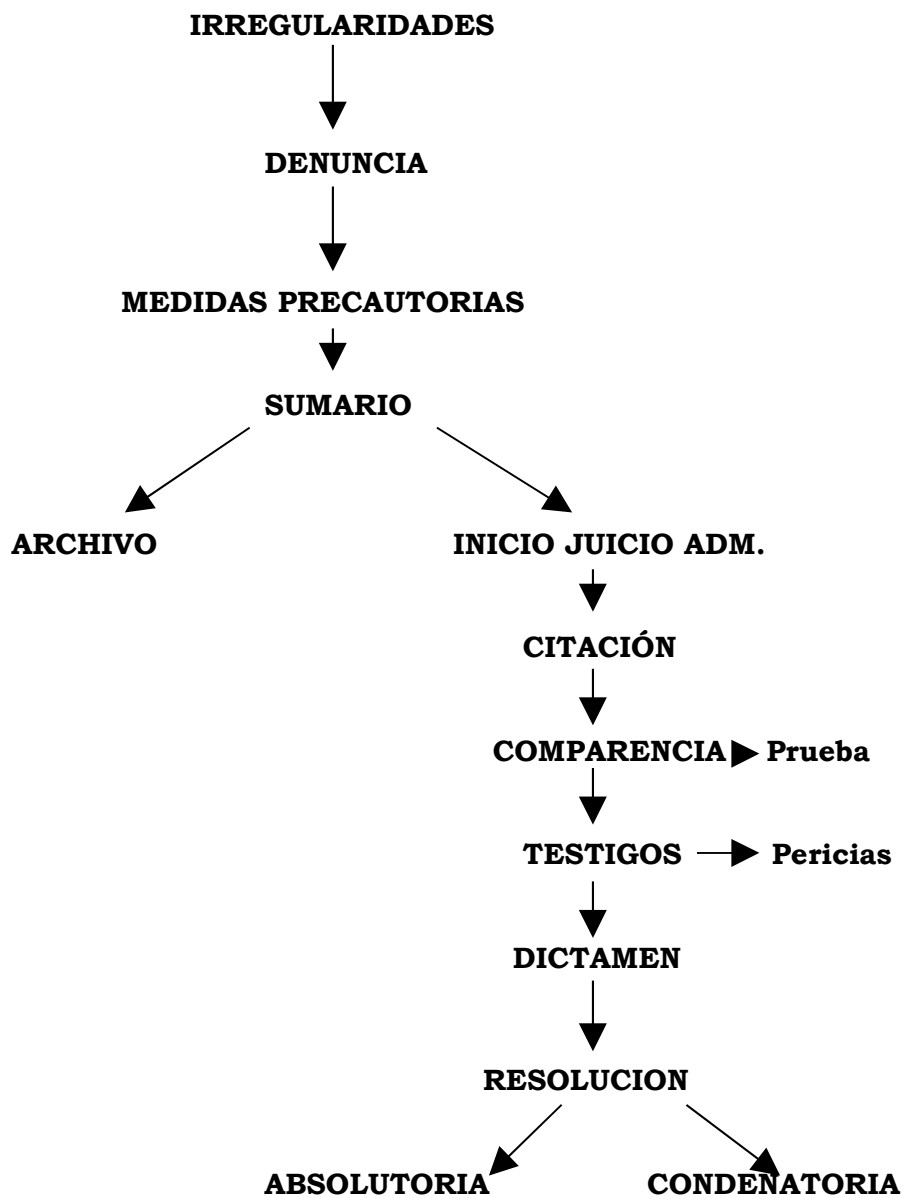 IRREGULARIDADES
DENUNCIA
MEDIDAS PRECAUTORIAS
SUMARIO
ARCHIVO
INICIO JUICIO ADM.
CITACIÓN
COMPARENCIA
Prueba
TESTIGOS
Pericias
DICTAMEN
RESOLUCION
ABSOLUTORIA
CONDENATORIA